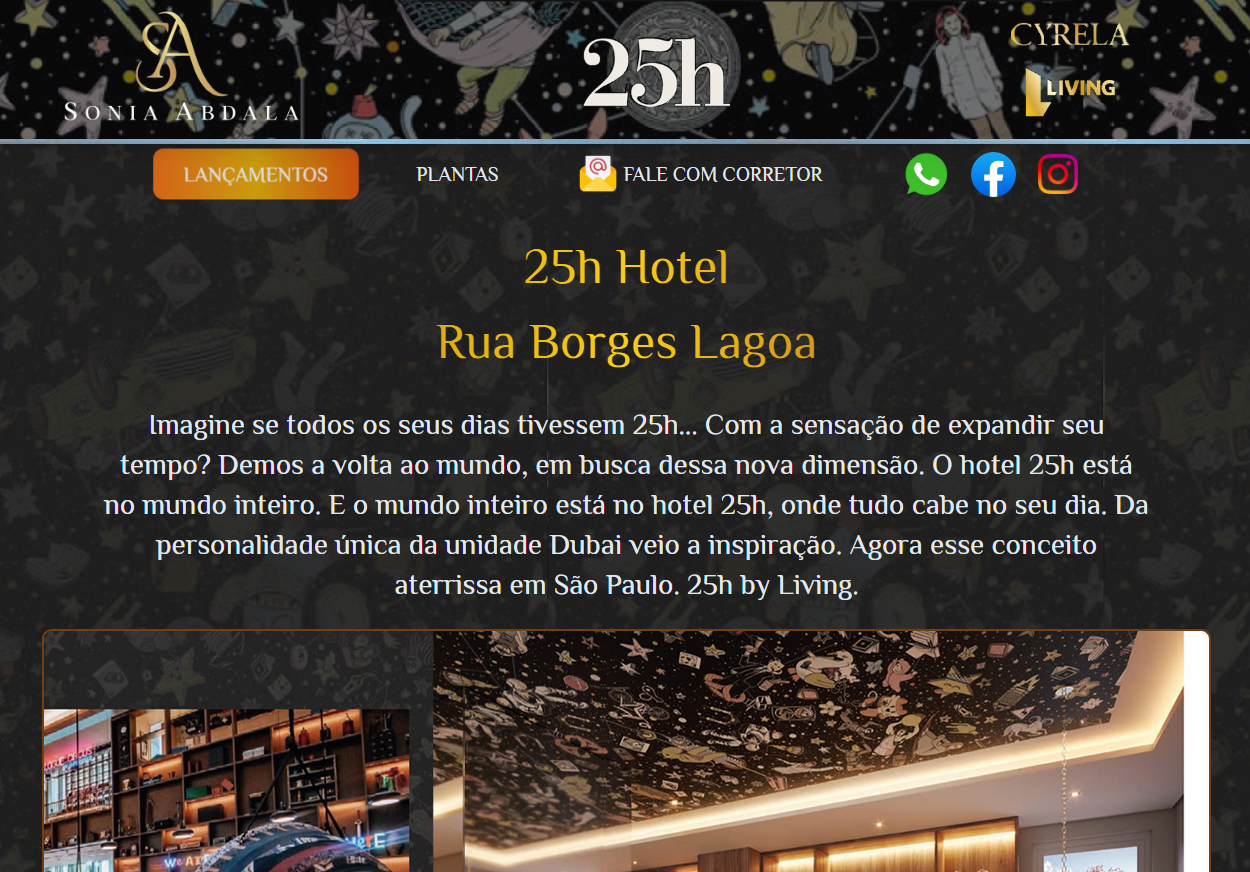 SONIA ABDALA
25h
CYRELA
LIVING
LANÇAMENTOS
PLANTAS
FALE COM CORRETOR
25h Hotel
Rua Borges Lagoa
Imagine se todos os seus dias tivessem 25h... Com a sensação de expandir seu
tempo? Demos a volta ao mundo, em busca dessa nova dimensão. O hotel 25h está
no mundo inteiro. E o mundo inteiro está no hotel 25h, onde tudo cabe no seu dia. Da
personalidade única da unidade Dubai veio a inspiração. Agora esse conceito
aterrissa em São Paulo. 25h by Living.